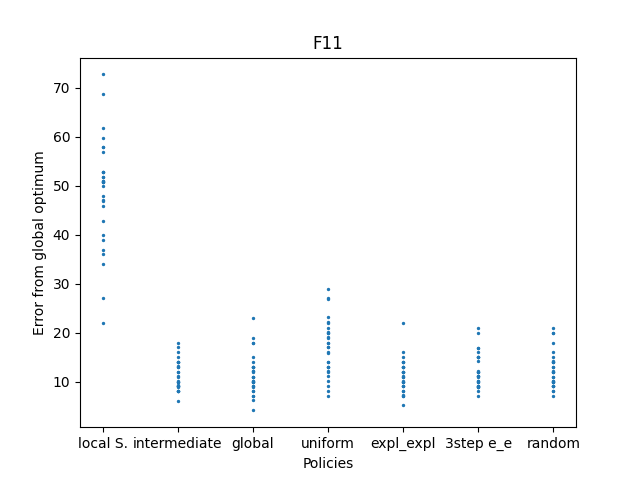 F11
Error from global optimum
70
60
50
40
30
20
10
local S. intermediate global uniform expl_expl 3step e_e random
Policies